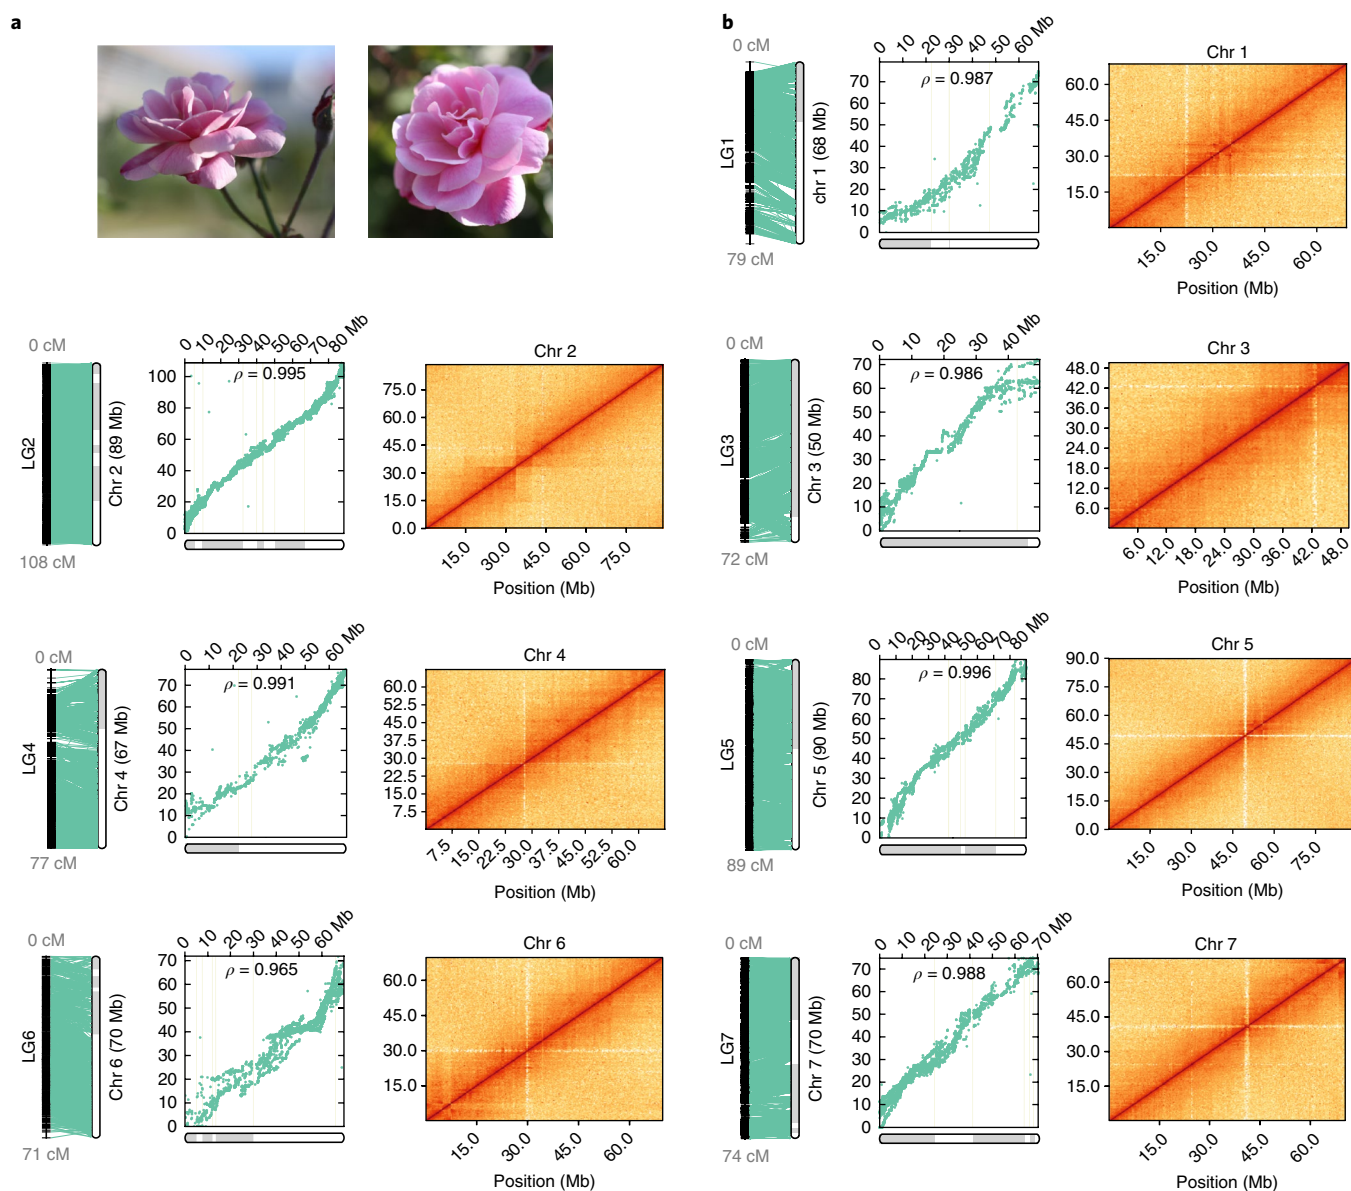 a
b
0 cM
LG1
79 cM
chr 1 (68 Mb)
0 10 20 30 40 50 60 Mb
ρ = 0.987
70
60
50
40
30
20
10
0
Chr 1
60.0
45.0
30.0
15.0
15.0 30.0 45.0 60.0
Position (Mb)
0 cM
LG2
108 cM
Chr 2 (89 Mb)
0 10 20 30 40 50 60 70 80 Mb
ρ = 0.995
100
80
60
40
20
0
Chr 2
75.0
60.0
45.0
30.0
15.0
0.0
15.0 30.0 45.0 60.0 75.0
Position (Mb)
0 cM
LG3
72 cM
Chr 3 (50 Mb)
0 10 20 30 40 Mb
ρ = 0.986
70
60
50
40
30
20
10
0
Chr 3
48.0
42.0
36.0
30.0
24.0
18.0
12.0
6.0
6.0 12.0 18.0 24.0 30.0 36.0 42.0 48.0
Position (Mb)
0 cM
LG4
77 cM
Chr 4 (67 Mb)
0 10 20 30 40 50 60 Mb
ρ = 0.991
70
60
50
40
30
20
10
0
Chr 4
60.0
52.5
45.0
37.5
30.0
22.5
15.0
7.5
7.5 15.0 22.5 30.0 37.5 45.0 52.5 60.0
Position (Mb)
0 cM
LG5
89 cM
Chr 5 (90 Mb)
0 10 20 30 40 50 60 70 80 Mb
ρ = 0.996
80
70
60
50
40
30
20
10
0
Chr 5
90.0
75.0
60.0
45.0
30.0
15.0
0.0
15.0 30.0 45.0 60.0 75.0
Position (Mb)
0 cM
LG6
71 cM
Chr 6 (70 Mb)
0 10 20 30 40 50 60 Mb
ρ = 0.965
70
60
50
40
30
20
10
0
Chr 6
60.0
45.0
30.0
15.0
15.0 30.0 45.0 60.0
Position (Mb)
0 cM
LG7
74 cM
Chr 7 (70 Mb)
0 10 20 30 40 50 60 70 Mb
ρ = 0.988
70
60
50
40
30
20
10
0
Chr 7
60.0
45.0
30.0
15.0
15.0 30.0 45.0 60.0
Position (Mb)